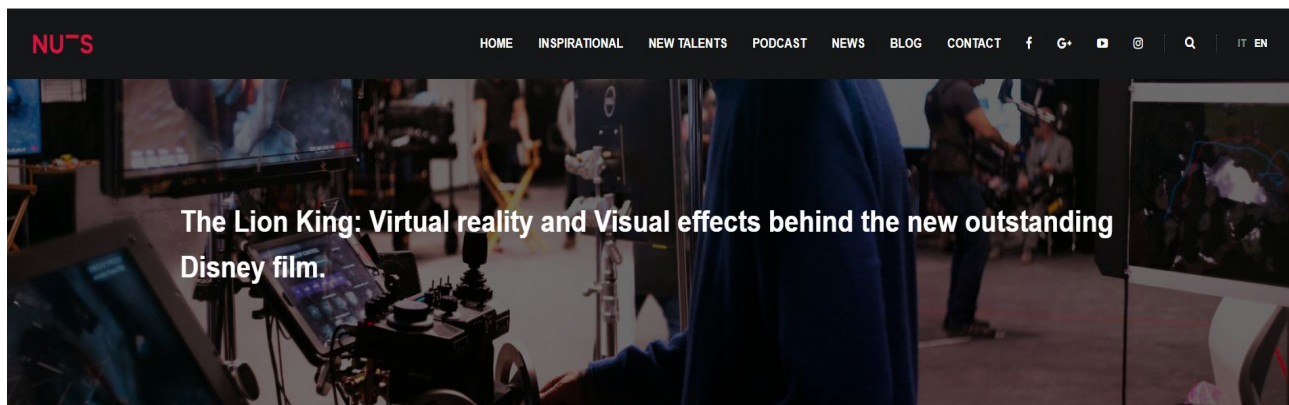 NUTS
HOME INSPIRATIONAL NEW TALENTS PODCAST NEWS BLOG CONTACT f G+ IT EN
The Lion King: Virtual reality and Visual effects behind the new outstanding
Disney film.